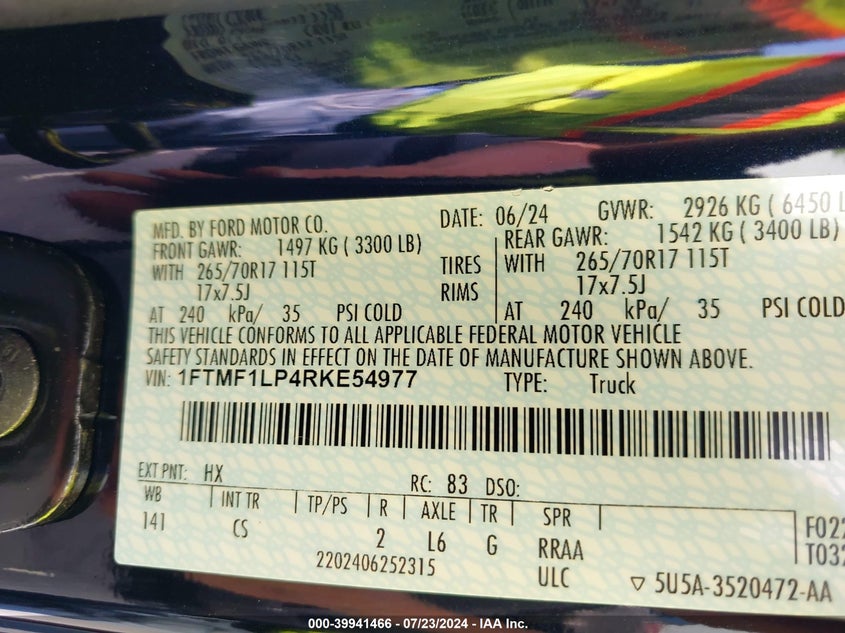 MFD. BY FORD MOTOR CO. DATE: 06/24 GVWR: 2926 KG ( 6450 L
FRONT GAWR: 1497 KG ( 3300 LB) REAR GAWR: 1542 KG ( 3400 LB)
WITH 265/70R17 115T TIRES WITH 265/70R17 115T
17x7.5J RIMS 17x7.5J
AT 240 kPa/ 35 PSI COLD AT 240 kPa/ 35 PSI COLD
THIS VEHICLE CONFORMS TO ALL APPLICABLE FEDERAL MOTOR VEHICLE
SAFETY STANDARDS IN EFFECT ON THE DATE OF MANUFACTURE SHOWN ABOVE.
VIN: 1FTMF1LP4RKE54977 TYPE: Truck
EXT PNT: HX RC: 83 DSO:
WB INT TR TP/PS R AXLE TR SPR
141 CS 2 L6 G RRAA F022
2202406252315 ULC T032
▽ 5U5A-3520472-AA
000-39941466 - 07/23/2024 - IAA Inc.